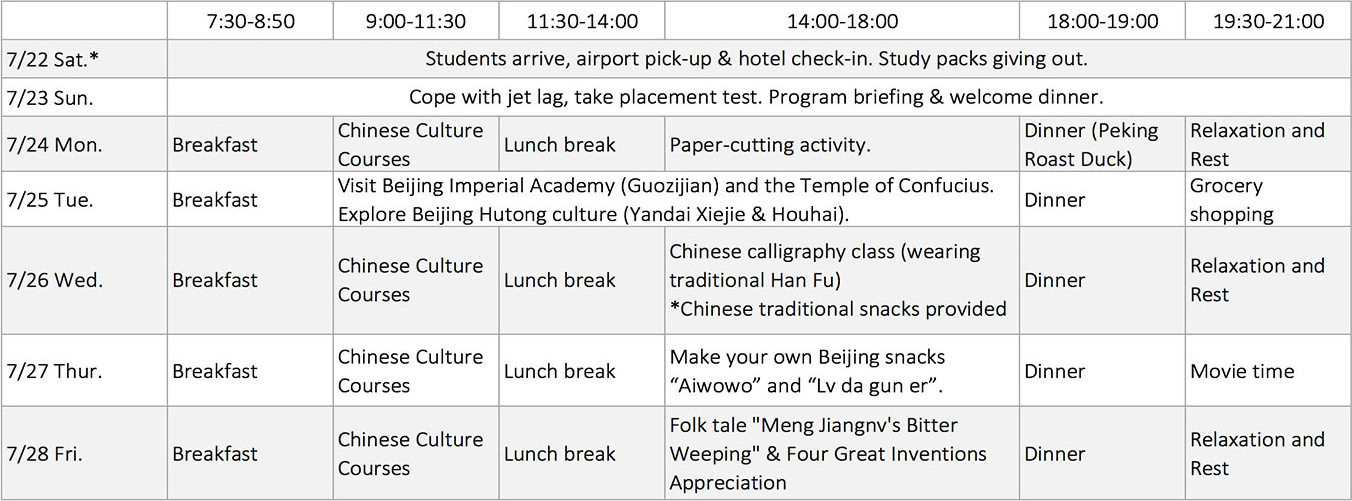 7:30-8:50 9:00-11:30 11:30-14:00 14:00-18:00 18:00-19:00 19:30-21:00
7/22 Sat.* Students arrive, airport pick-up & hotel check-in. Study packs giving out.
7/23 Sun. Cope with jet lag, take placement test. Program briefing & welcome dinner.
7/24 Mon. Breakfast
Chinese Culture
Courses
Lunch break
Paper-cutting activity.
Dinner (Peking
Roast Duck)
Relaxation and
Rest
7/25 Tue. Breakfast
Visit Beijing Imperial Academy (Guozijian) and the Temple of Confucius.
Explore Beijing Hutong culture (Yandai Xiejie & Houhai).
Dinner
Grocery
shopping
7/26 Wed. Breakfast
Chinese Culture
Courses
Lunch break
Chinese calligraphy class (wearing
traditional Han Fu)
*Chinese traditional snacks provided
Dinner
Relaxation and
Rest
7/27 Thur. Breakfast
Chinese Culture
Courses
Lunch break
Make your own Beijing snacks
“Aiwowo” and “Lv da gun er”.
Dinner
Movie time
7/28 Fri. Breakfast
Chinese Culture
Courses
Lunch break
Folk tale "Meng Jiangnv's Bitter
Weeping" & Four Great Inventions
Appreciation
Dinner
Relaxation and
Rest